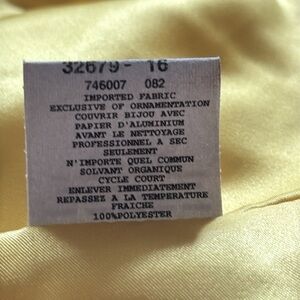 32679- 16
746007 082
IMPORTED FABRIC
EXCLUSIVE OF ORNAMENTATION
COUVRIR BIJOU AVEC
PAPIER D'ALUMINIUM
AVANT LE NETTOYAGE
PROFESSIONNEL A SEC
SEULEMENT
N'IMPORTE QUEL COMMUN
SOLVANT ORGANIQUE
CYCLE COURT
ENLEVER IMMEDIATEMENT
REPASSEZ A LA TEMPERATURE
FRAICHE
100%POLYESTER